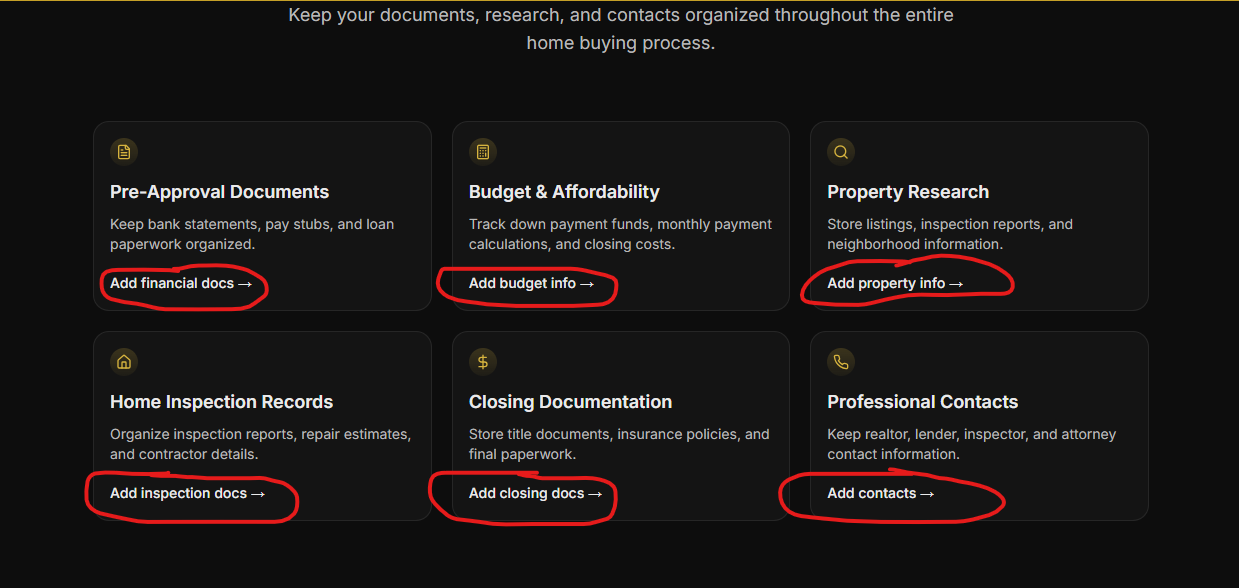 Keep your documents, research, and contacts organized throughout the entire
home buying process.
Pre-Approval Documents
Keep bank statements, pay stubs, and loan
paperwork organized.
Add financial docs →
Budget & Affordability
Track down payment funds, monthly payment
calculations, and closing costs.
Add budget info →
Property Research
Store listings, inspection reports, and
neighborhood information.
Add property info →
Home Inspection Records
Organize inspection reports, repair estimates,
and contractor details.
Add inspection docs →
Closing Documentation
Store title documents, insurance policies, and
final paperwork.
Add closing docs →
Professional Contacts
Keep realtor, lender, inspector, and attorney
contact information.
Add contacts →